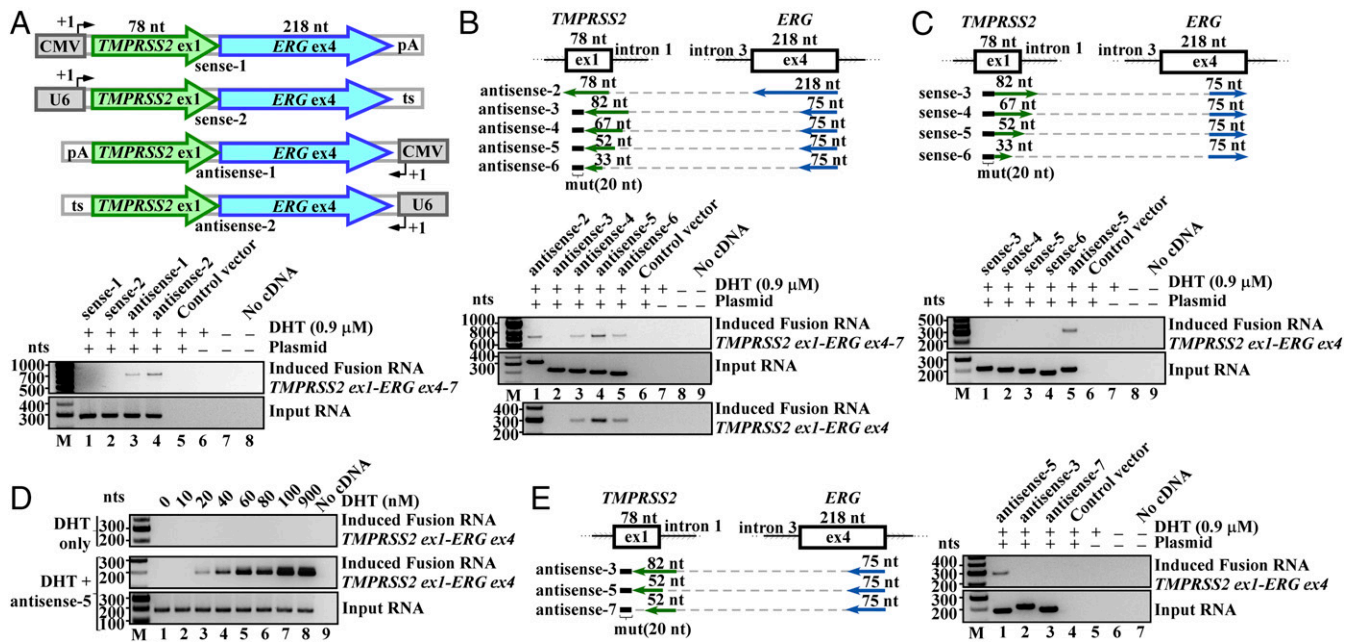 A
+1
78 nt
218 nt
CMV
TMPRSS2 ex1
ERG ex4
pA
sense-1
+1
U6
TMPRSS2 ex1
ERG ex4
ts
sense-2
pA
TMPRSS2 ex1
ERG ex4
CMV
antisense-1
+1
ts
TMPRSS2 ex1
ERG ex4
U6
antisense-2
+1
sense-1
sense-2
antisense-1
antisense-2
Control vector
No cDNA
+ + + + + + –
DHT (0.9 µM)
nts
+ + + + + – –
Plasmid
1000
700
500
Induced Fusion RNA
TMPRSS2 ex1-ERG ex4-7
400
300
Input RNA
M 1 2 3 4 5 6 7 8
B
TMPRSS2
ERG
78 nt
218 nt
ex1
intron 1
intron 3
ex4
antisense-2
78 nt
218 nt
antisense-3
82 nt
75 nt
antisense-4
67 nt
75 nt
antisense-5
52 nt
75 nt
antisense-6
33 nt
75 nt
mut(20 nt)
antisense-2
antisense-3
antisense-4
antisense-5
antisense-6
Control vector
No cDNA
+ + + + + + + – –
DHT (0.9 µM)
nts
+ + + + + + – – –
Plasmid
1000
800
600
Induced Fusion RNA
TMPRSS2 ex1-ERG ex4-7
300
200
Input RNA
M 1 2 3 4 5 6 7 8 9
400
300
200
Induced Fusion RNA
TMPRSS2 ex1-ERG ex4
C
TMPRSS2
ERG
78 nt
218 nt
ex1
intron 1
intron 3
ex4
sense-3
82 nt
75 nt
sense-4
67 nt
75 nt
sense-5
52 nt
75 nt
sense-6
33 nt
75 nt
mut(20 nt)
sense-3
sense-4
sense-5
sense-6
antisense-5
Control vector
No cDNA
+ + + + + + + – –
DHT (0.9 µM)
nts
+ + + + + + – – –
Plasmid
500
300
Induced Fusion RNA
TMPRSS2 ex1-ERG ex4
300
200
Input RNA
M 1 2 3 4 5 6 7 8 9
D
nts
0 10 20 40 60 80 100 900
No cDNA
DHT (nM)
DHT
only
300
200
Induced Fusion RNA
TMPRSS2 ex1-ERG ex4
DHT +
antisense-5
300
200
Induced Fusion RNA
TMPRSS2 ex1-ERG ex4
300
200
100
Input RNA
M 1 2 3 4 5 6 7 8 9
E
TMPRSS2
ERG
78 nt
218 nt
ex1
intron 1
intron 3
ex4
antisense-3
82 nt
75 nt
antisense-5
52 nt
75 nt
antisense-7
52 nt
75 nt
mut(20 nt)
antisense-5
antisense-3
antisense-7
Control vector
No cDNA
+ + + + + – –
DHT (0.9 µM)
nts
+ + + + – – –
Plasmid
400
300
200
Induced Fusion RNA
TMPRSS2 ex1-ERG ex4
200
Input RNA
M 1 2 3 4 5 6 7